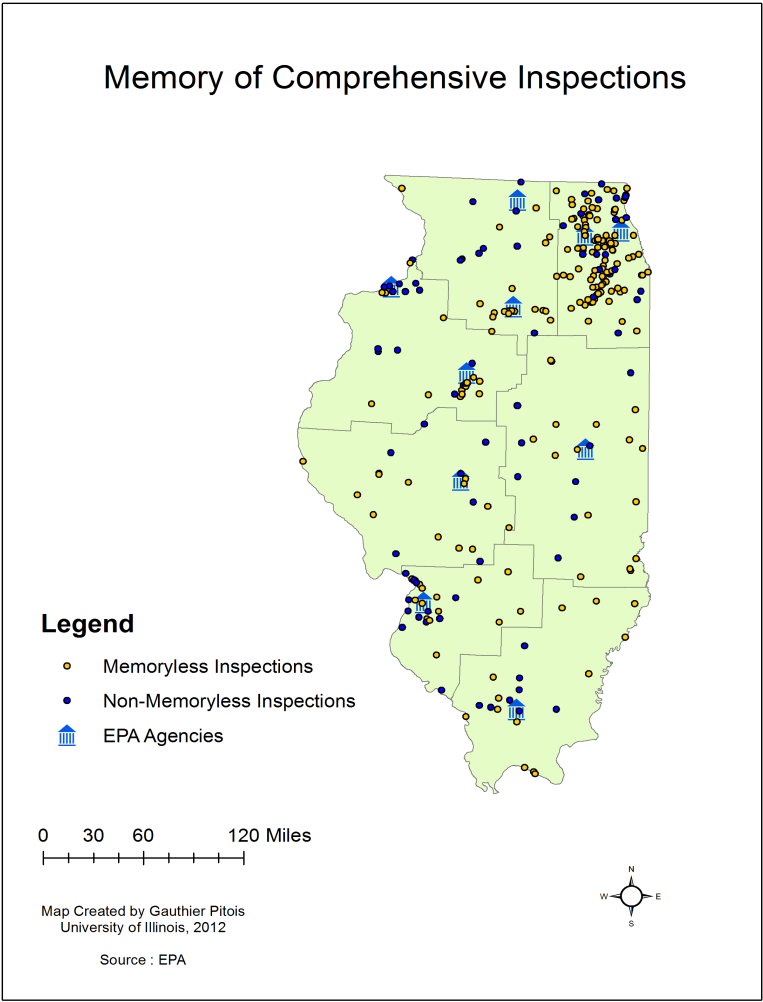 Memory of Comprehensive Inspections
Legend
Memoryless Inspections
Non-Memoryless Inspections
EPA Agencies
0 30 60 120 Miles
N
W E
S
Map Created by Gauthier Pitois
University of Illinois, 2012
Source : EPA